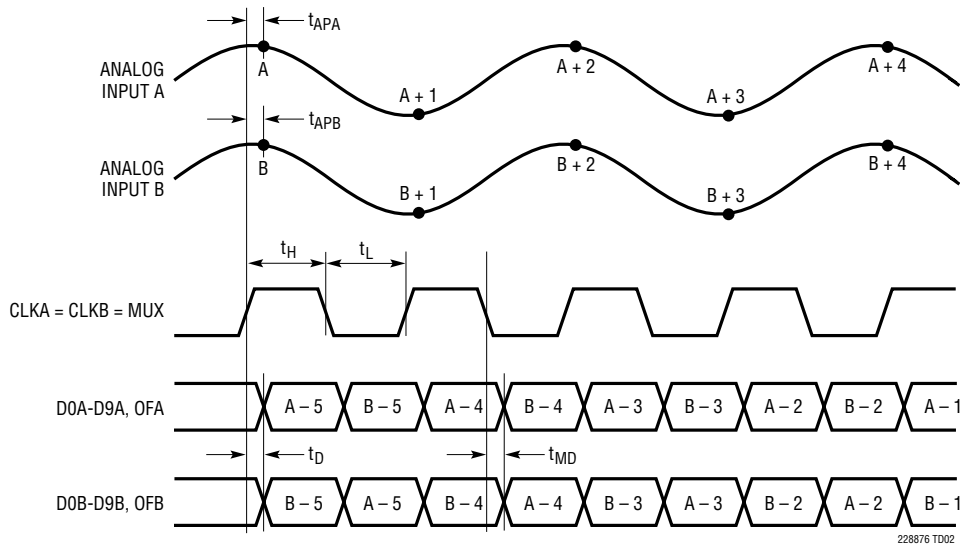 tAPA
ANALOG
INPUT A
A
A + 1
A + 2
A + 3
A + 4
tAPB
ANALOG
INPUT B
B
B + 1
B + 2
B + 3
B + 4
tH
tL
CLKA = CLKB = MUX
D0A-D9A, OFA
A – 5
B – 5
A – 4
B – 4
A – 3
B – 3
A – 2
B – 2
A – 1
tD
tMD
D0B-D9B, OFB
B – 5
A – 5
B – 4
A – 4
B – 3
A – 3
B – 2
A – 2
B – 1
228876 TD02